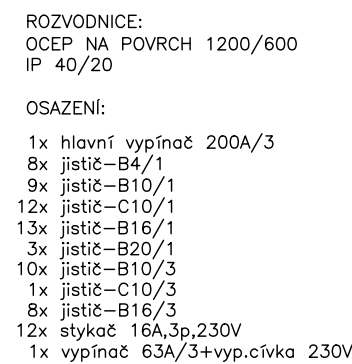 ROZVODNICE:
OCEP NA POVRCH 1200/600
IP 40/20
OSAZENÍ:
1x hlavní vypínač 200A/3
8x jistič–B4/1
9x jistič–B10/1
12x jistič–C10/1
13x jistič–B16/1
3x jistič–B20/1
10x jistič–B10/3
1x jistič–C10/3
8x jistič–B16/3
12x stykač 16A,3p,230V
1x vypínač 63A/3+vyp.cívka 230V